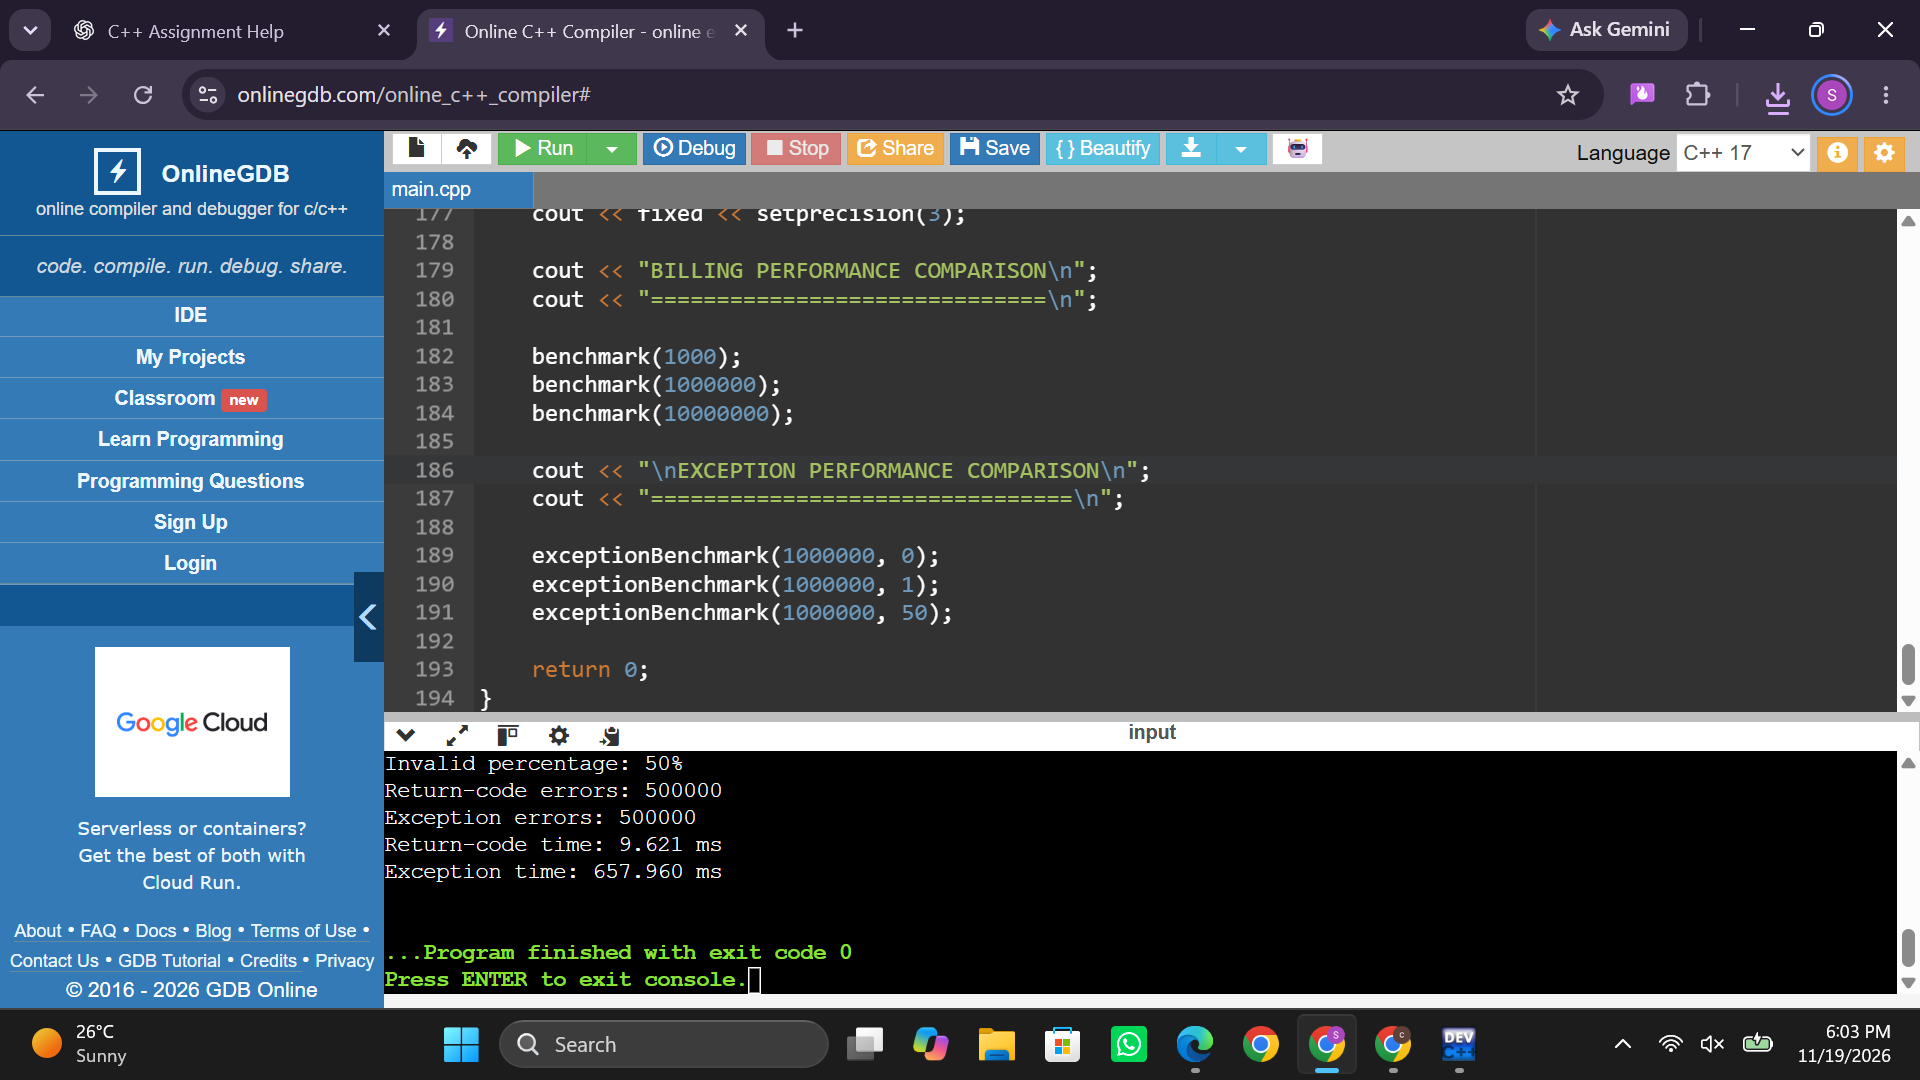 C++ Assignment Help
Online C++ Compiler - online e
Ask Gemini
onlinegdb.com/online_c++_compiler#
S
OnlineGDB
online compiler and debugger for c/c++
code. compile. run. debug. share.
IDE
My Projects
Classroom new
Learn Programming
Programming Questions
Sign Up
Login
Google Cloud
Serverless or containers?
Get the best of both with
Cloud Run.
About • FAQ • Docs • Blog • Terms of Use •
Contact Us • GDB Tutorial • Credits • Privacy
© 2016 - 2026 GDB Online
Run
Debug
Stop
Share
Save
{ } Beautify
Language C++ 17
main.cpp
177 cout << fixed << setprecision(3);
178
179 cout << "BILLING PERFORMANCE COMPARISON\n";
180 cout << "==============================\n";
181
182 benchmark(1000);
183 benchmark(1000000);
184 benchmark(10000000);
185
186 cout << "\nEXCEPTION PERFORMANCE COMPARISON\n";
187 cout << "================================\n";
188
189 exceptionBenchmark(1000000, 0);
190 exceptionBenchmark(1000000, 1);
191 exceptionBenchmark(1000000, 50);
192
193 return 0;
194 }
input
Invalid percentage: 50%
Return-code errors: 500000
Exception errors: 500000
Return-code time: 9.621 ms
Exception time: 657.960 ms
...Program finished with exit code 0
Press ENTER to exit console.
26°C
Sunny
Search
S
C
DEV
C++
6:03 PM
11/19/2026